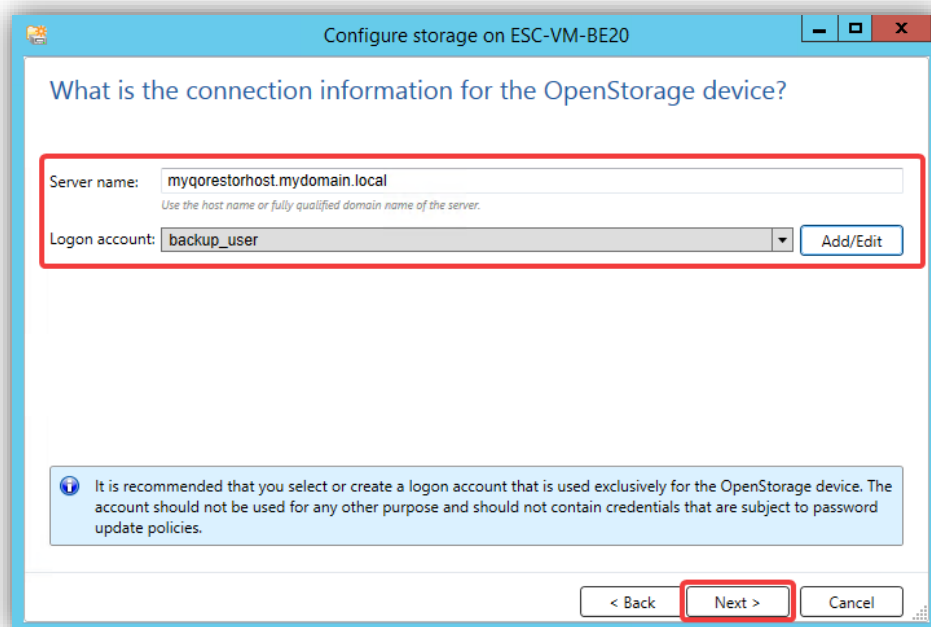 Configure storage on ESC-VM-BE20
What is the connection information for the OpenStorage device?
Server name: myqorestorhost.mydomain.local
Use the host name or fully qualified domain name of the server.
Logon account: backup_user Add/Edit
It is recommended that you select or create a logon account that is used exclusively for the OpenStorage device. The
account should not be used for any other purpose and should not contain credentials that are subject to password
update policies.
< Back Next > Cancel